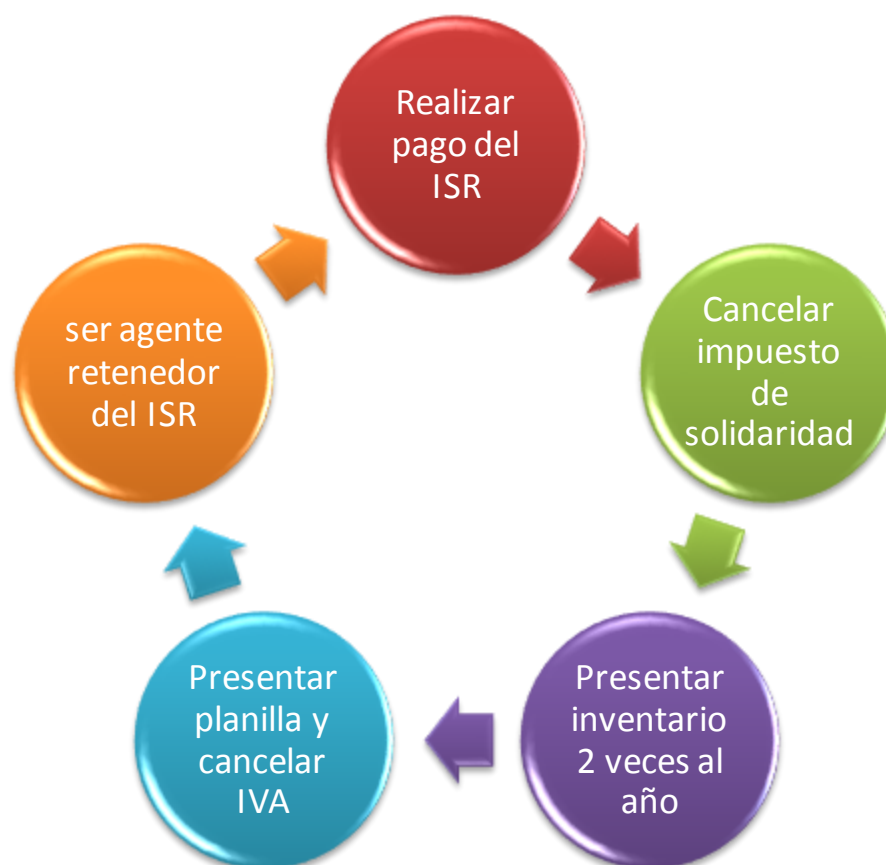 Realizar
pago del
ISR
Cancelar
impuesto
de
solidaridad
Presentar
inventario
2 veces al
año
Presentar
planilla y
cancelar
IVA
ser agente
retenedor
del ISR